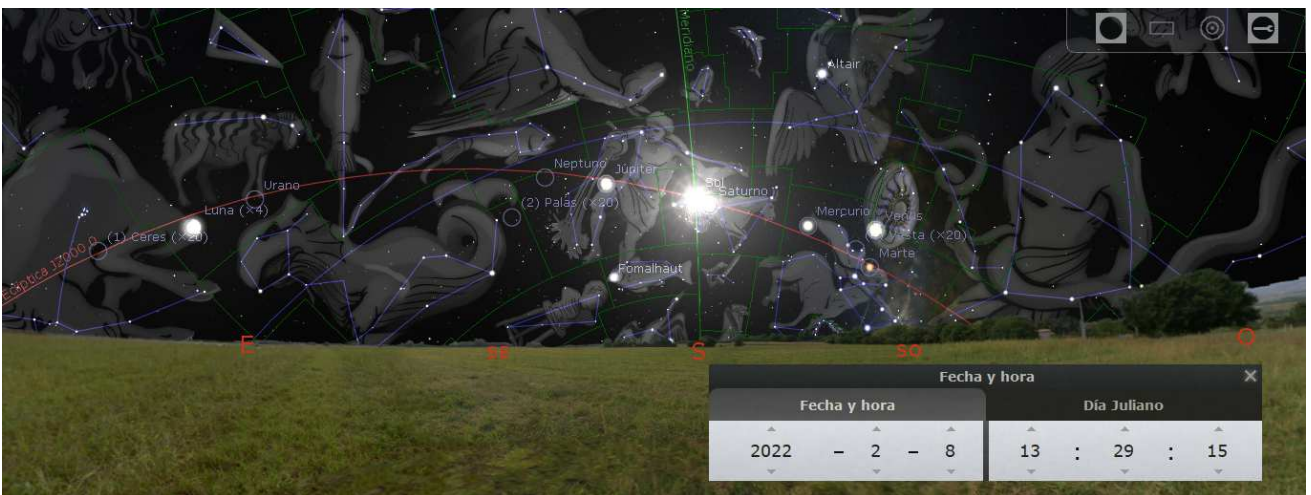 Meridiano
Altair
Neptuno
Júpiter
Urano
Sol
Saturno
Luna (×4)
(2) Palas (×20)
Mercurio
Venus
(×20)
(1) Ceres (×20)
Marte
Eclíptica J2000.0
Fomalhaut
E
SE
S
SO
O
Fecha y hora
×
Fecha y hora
Día Juliano
2022 – 2 – 8 13 : 29 : 15